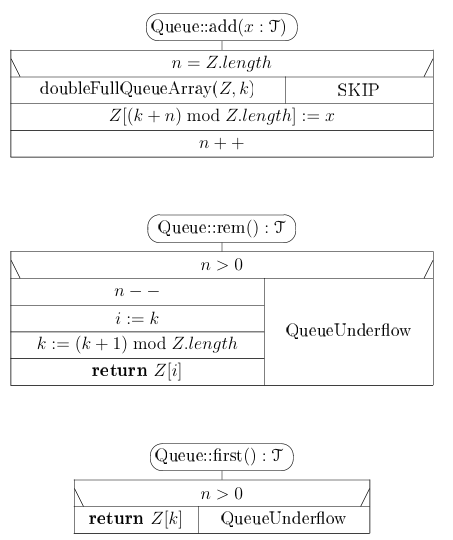 Queue::add(x : 𝒯)
n = Z.length
doubleFullQueueArray(Z, k) SKIP
Z[(k + n) mod Z.length] := x
n + +
Queue::rem() : 𝒯
n > 0
n − −
i := k
k := (k + 1) mod Z.length
return Z[i]
QueueUnderflow
Queue::first() : 𝒯
n > 0
return Z[k] QueueUnderflow